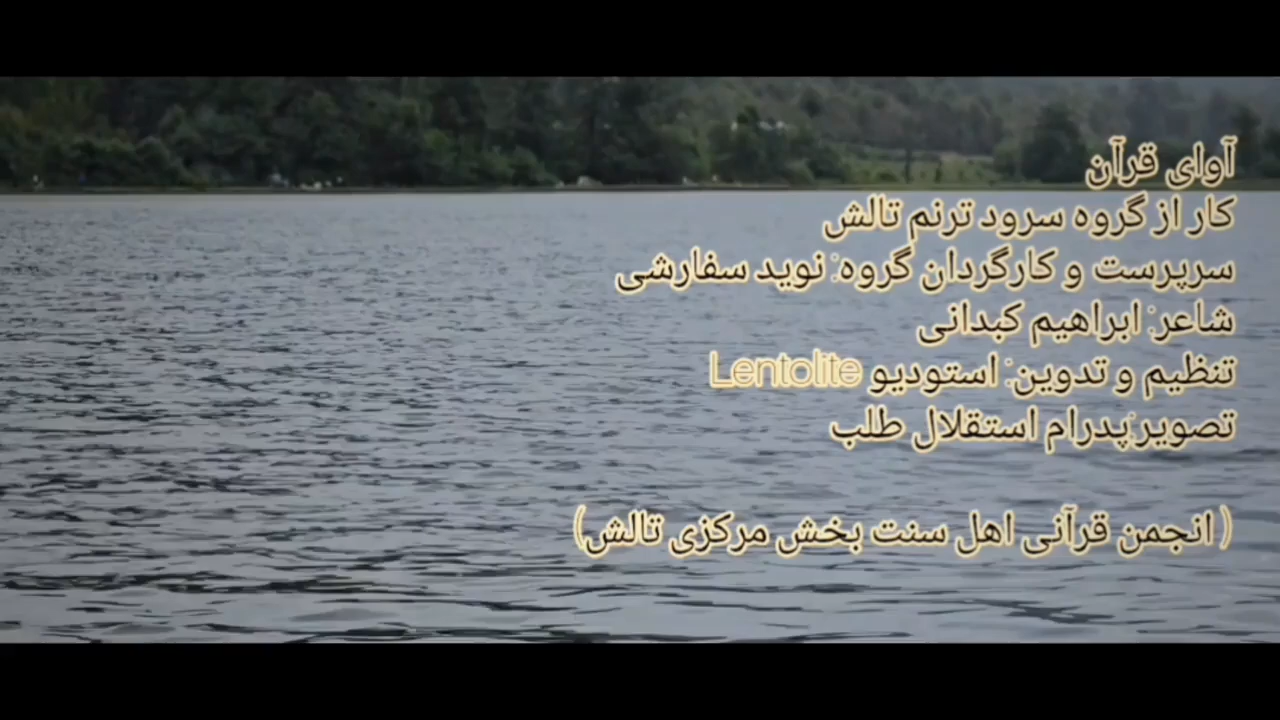 آوای قرآن
کار از گروه سرود ترنم تالش
سرپرست و کارگردان گروه: نوید سفارشی
شاعر: ابراهیم کبدانی
تنظیم و تدوین: استودیو Lentolite
تصویر:پدرام استقلال طلب
( انجمن قرآنی اهل سنت بخش مرکزی تالش)